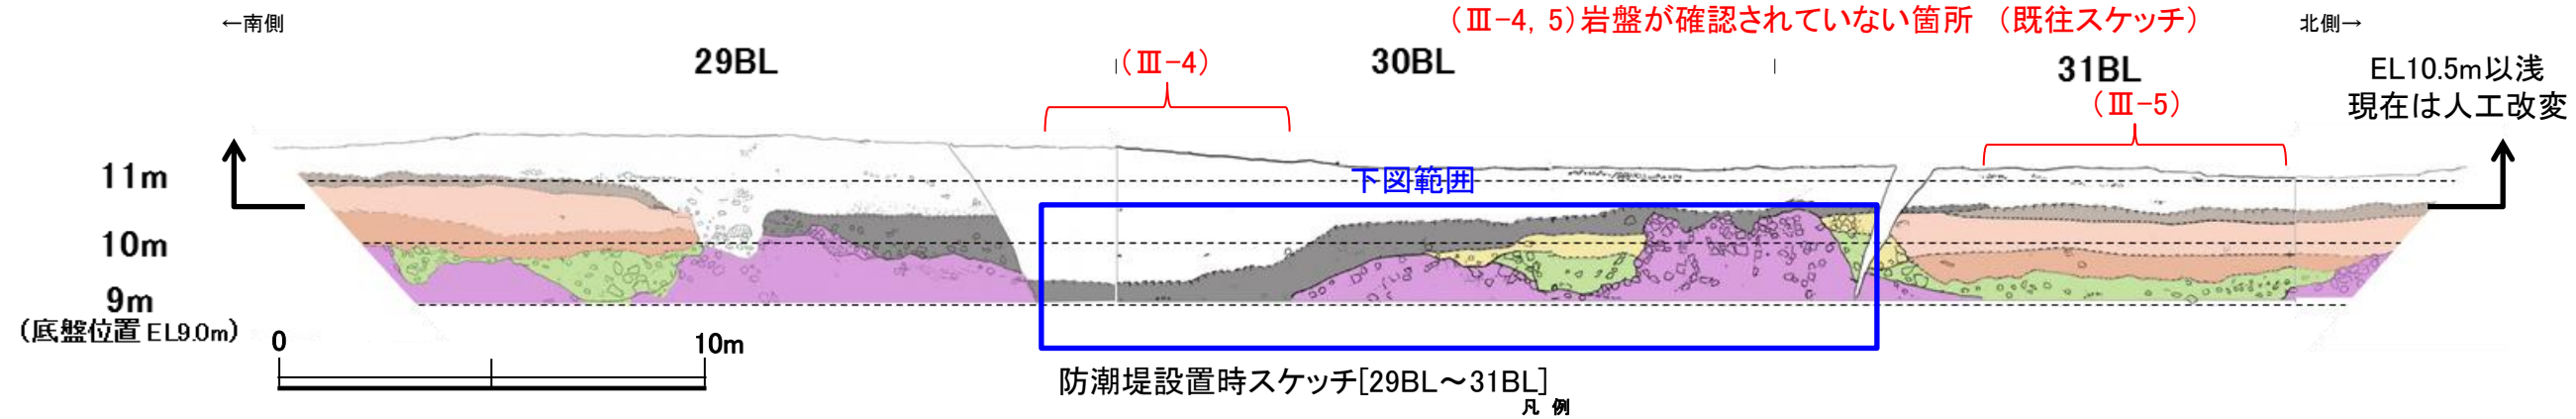 ←南側
(Ⅲ-4, 5)岩盤が確認されていない箇所 (既往スケッチ)
北側→
29BL
(Ⅲ-4)
30BL
31BL
(Ⅲ-5)
EL10.5m以浅
現在は人工改変
11m
下図範囲
10m
9m
(底盤位置 EL9.0m)
0
10m
防潮堤設置時スケッチ[29BL～31BL]
凡 例